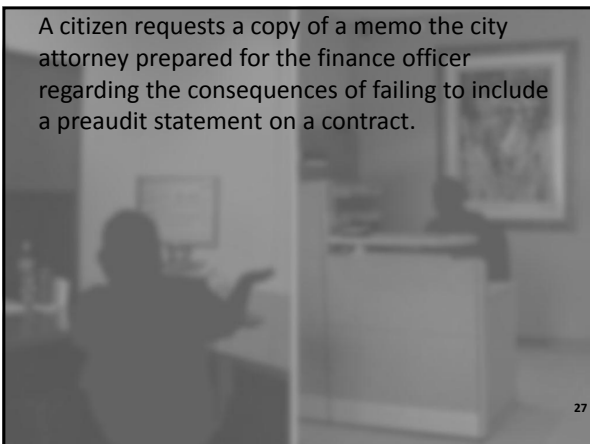 A citizen requests a copy of a memo the city
attorney prepared for the finance officer
regarding the consequences of failing to include
a preaudit statement on a contract.
27